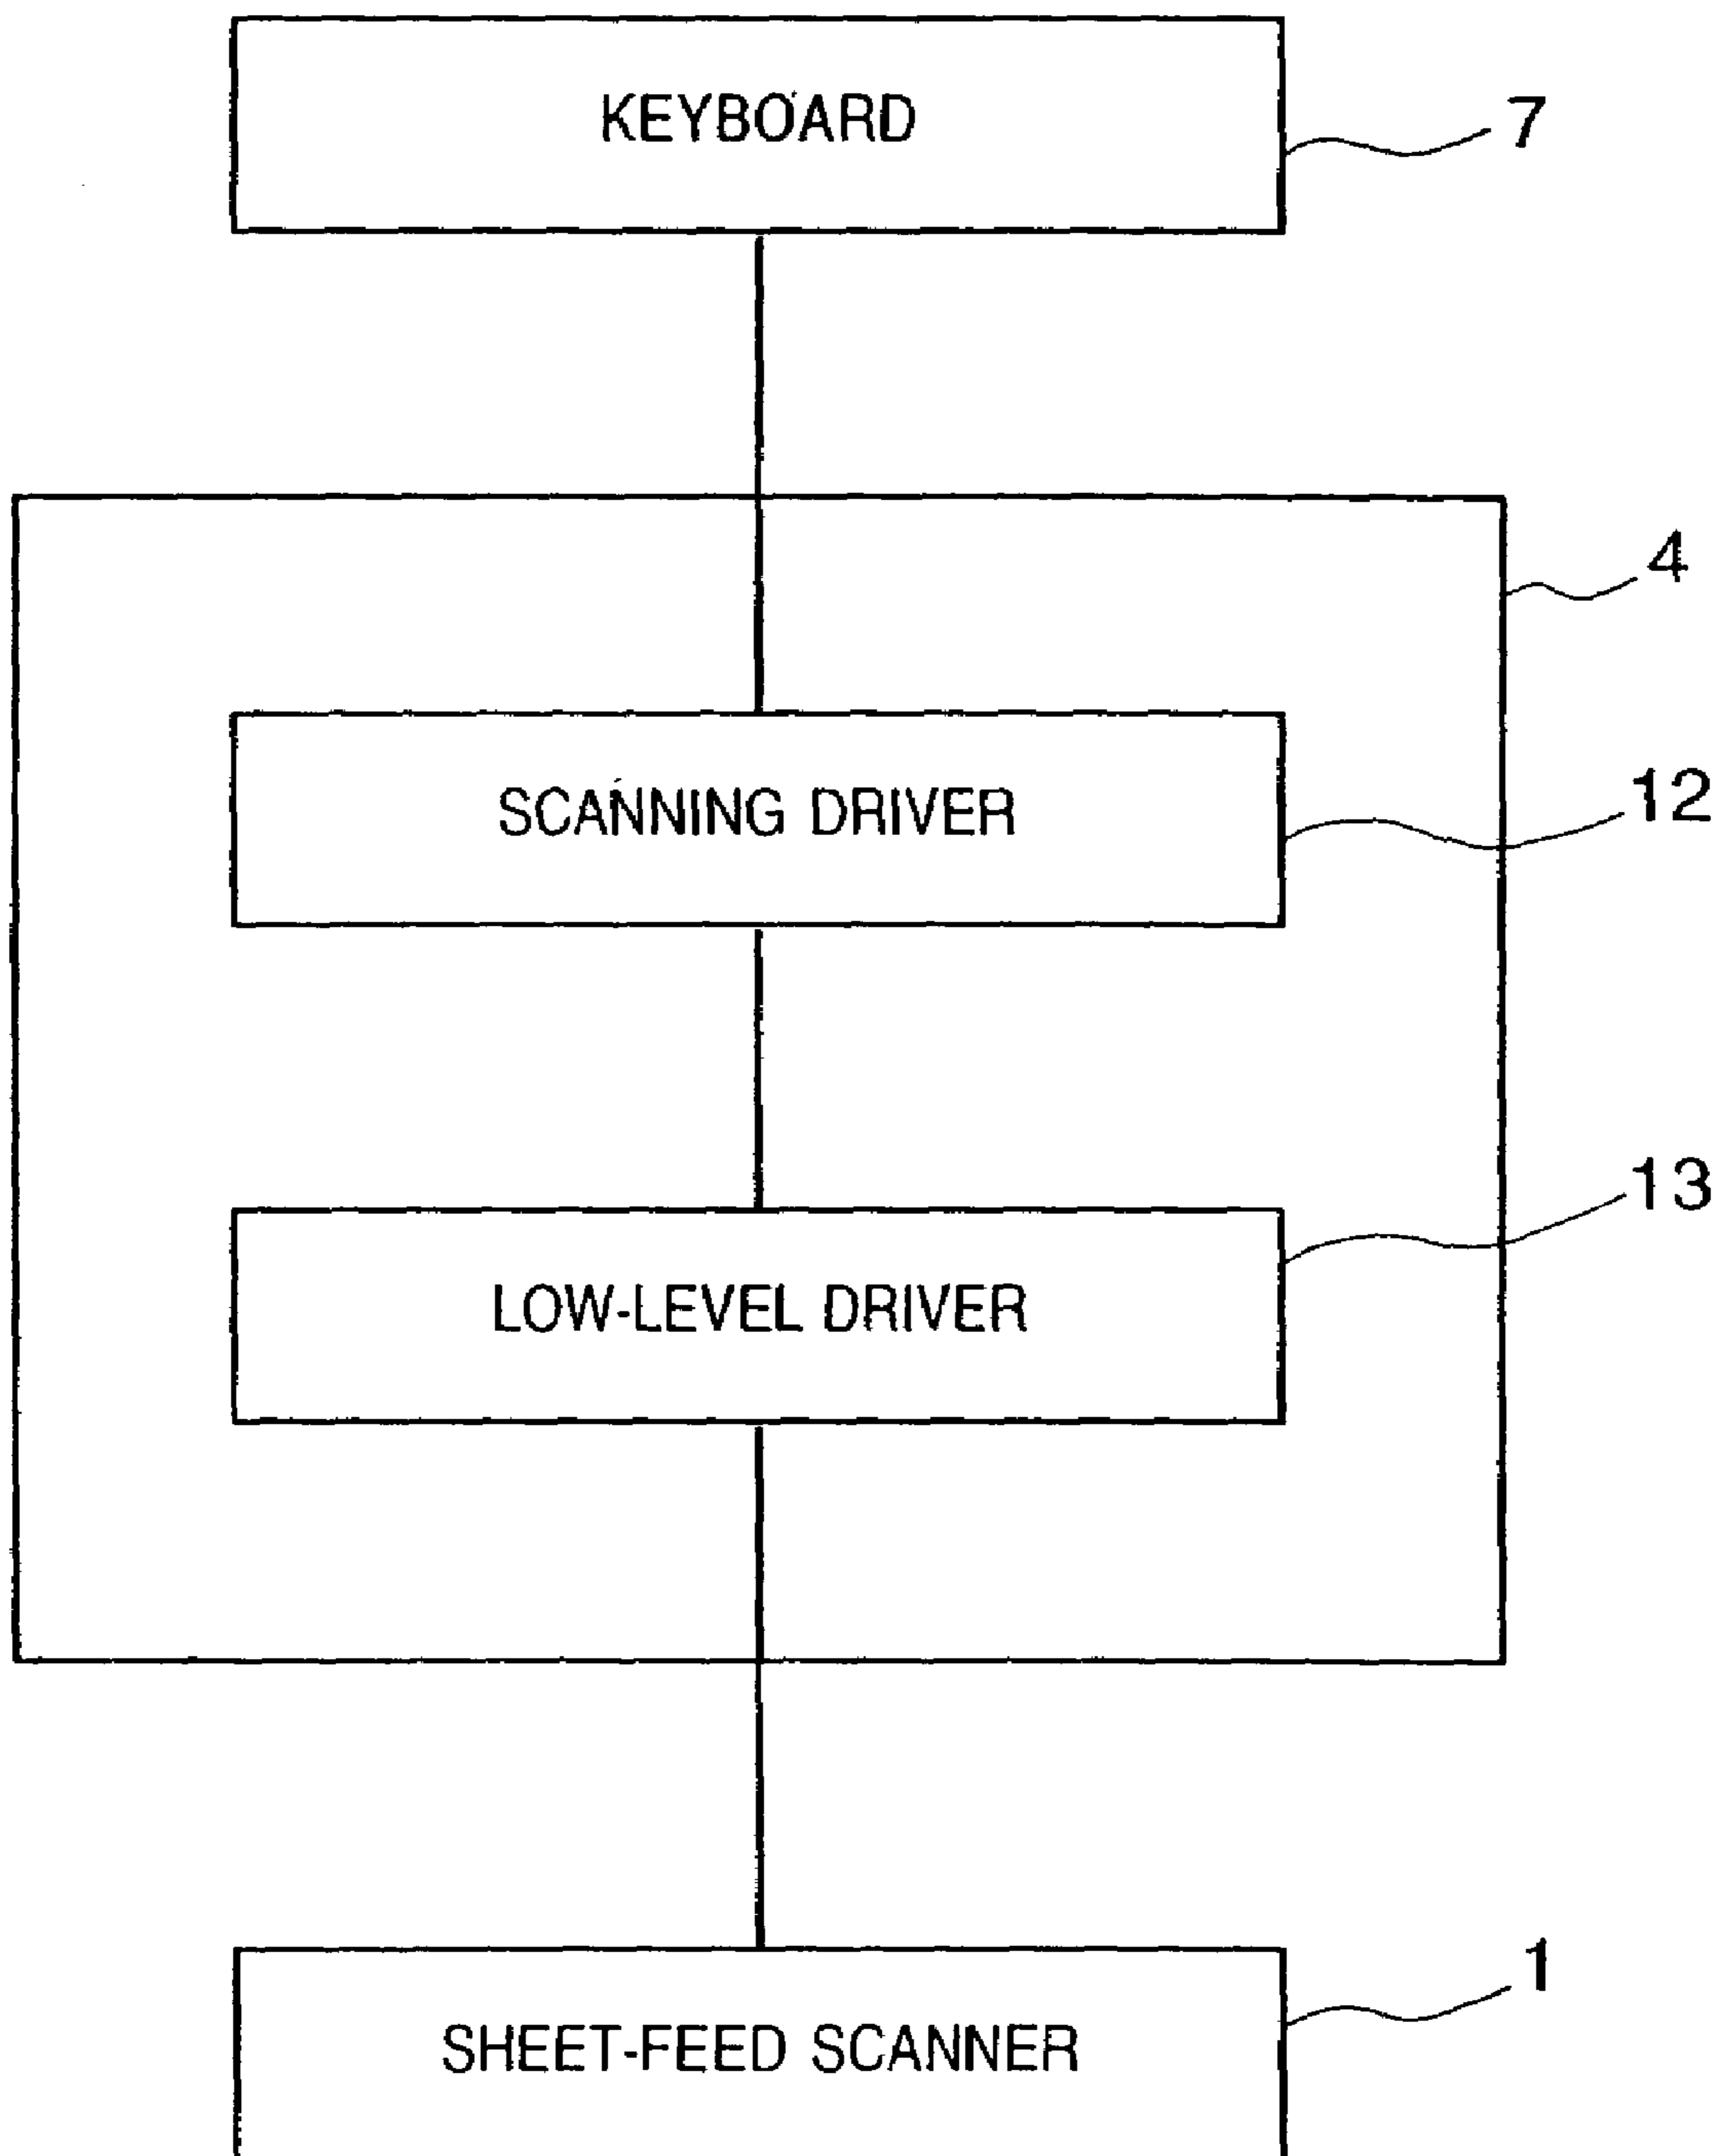 KEYBOARD
7
4
SCANNING DRIVER
12
13
LOW-LEVEL DRIVER
1
SHEET-FEED SCANNER